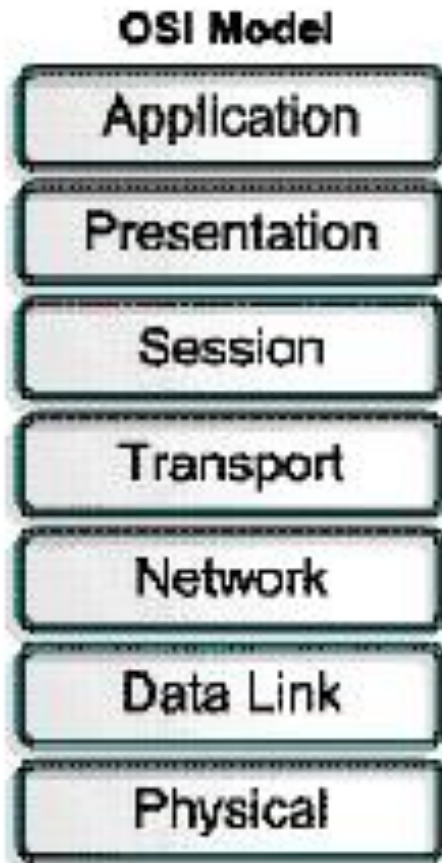 OSI Model
Application
Presentation
Session
Transport
Network
Data Link
Physical